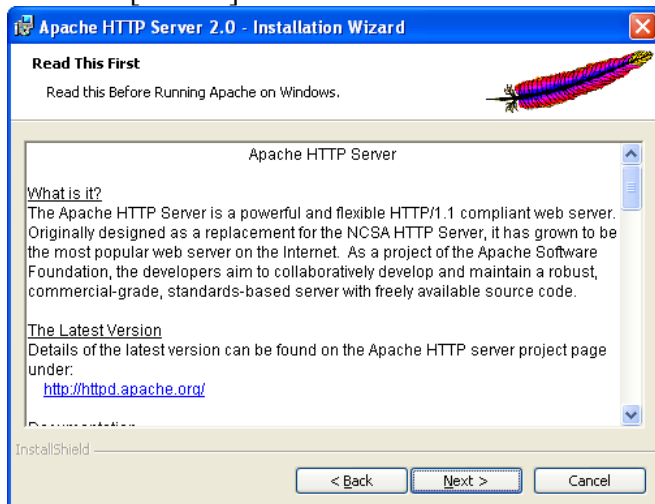 Apache HTTP Server 2.0 - Installation Wizard
Read This First
Read this Before Running Apache on Windows.
Apache HTTP Server
What is it?
The Apache HTTP Server is a powerful and flexible HTTP/1.1 compliant web server.
Originally designed as a replacement for the NCSA HTTP Server, it has grown to be
the most popular web server on the Internet.  As a project of the Apache Software
Foundation, the developers aim to collaboratively develop and maintain a robust,
commercial-grade, standards-based server with freely available source code.
The Latest Version
Details of the latest version can be found on the Apache HTTP server project page
under:
http://httpd.apache.org/
InstallShield
< Back
Next >
Cancel